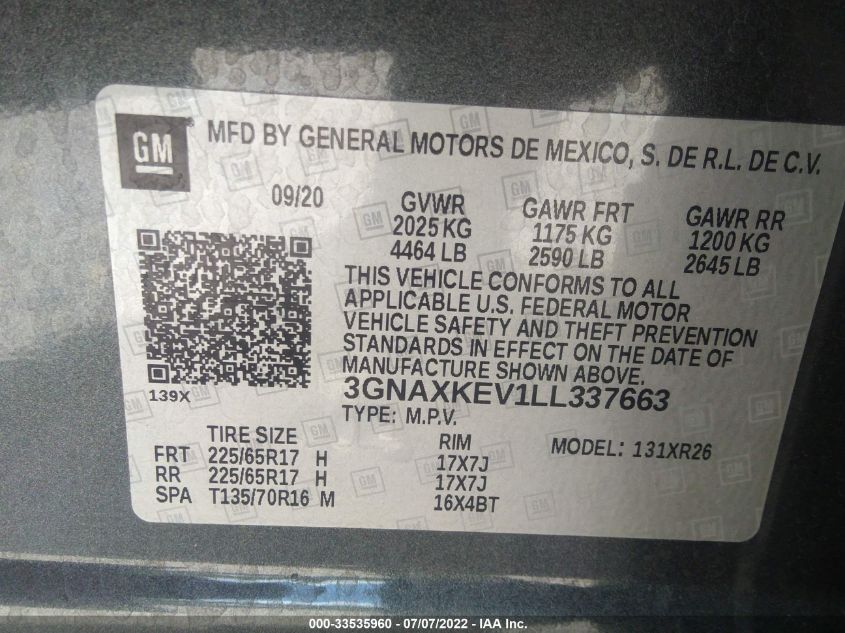 GM MFD BY GENERAL MOTORS DE MEXICO, S. DE R.L. DE C.V.
09/20
GVWR GAWR FRT GAWR RR
2025 KG 1175 KG 1200 KG
4464 LB 2590 LB 2645 LB
THIS VEHICLE CONFORMS TO ALL
APPLICABLE U.S. FEDERAL MOTOR
VEHICLE SAFETY AND THEFT PREVENTION
STANDARDS IN EFFECT ON THE DATE OF
MANUFACTURE SHOWN ABOVE.
139X
3GNAXKEV1LL337663
TYPE: M.P.V.
TIRE SIZE RIM MODEL: 131XR26
FRT 225/65R17 H 17X7J
RR 225/65R17 H 17X7J
SPA T135/70R16 M 16X4BT
000-33535960 - 07/07/2022 - IAA Inc.